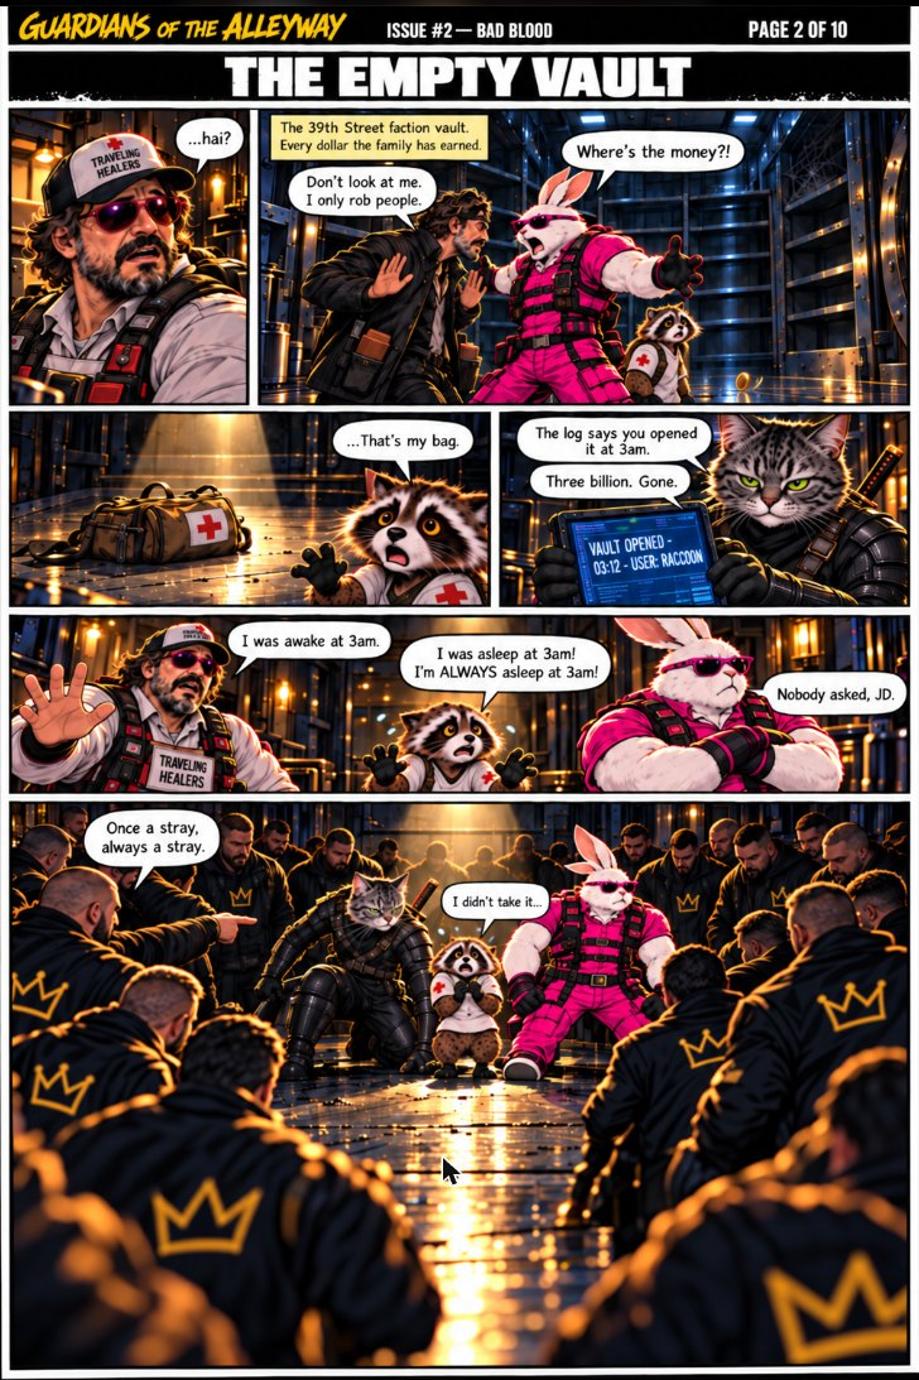 GUARDIANS OF THE ALLEYWAY
ISSUE #2 — BAD BLOOD
PAGE 2 OF 10
THE EMPTY VAULT
...hai?
TRAVELING
HEALERS
The 39th Street faction vault.
Every dollar the family has earned.
Don't look at me.
I only rob people.
Where's the money?!
...That's my bag.
The log says you opened
it at 3am.
Three billion. Gone.
VAULT OPENED -
03:12 - USER: RACCOON
I was awake at 3am.
TRAVELING
HEALERS
I was asleep at 3am!
I'm ALWAYS asleep at 3am!
Nobody asked, JD.
Once a stray,
always a stray.
I didn't take it...